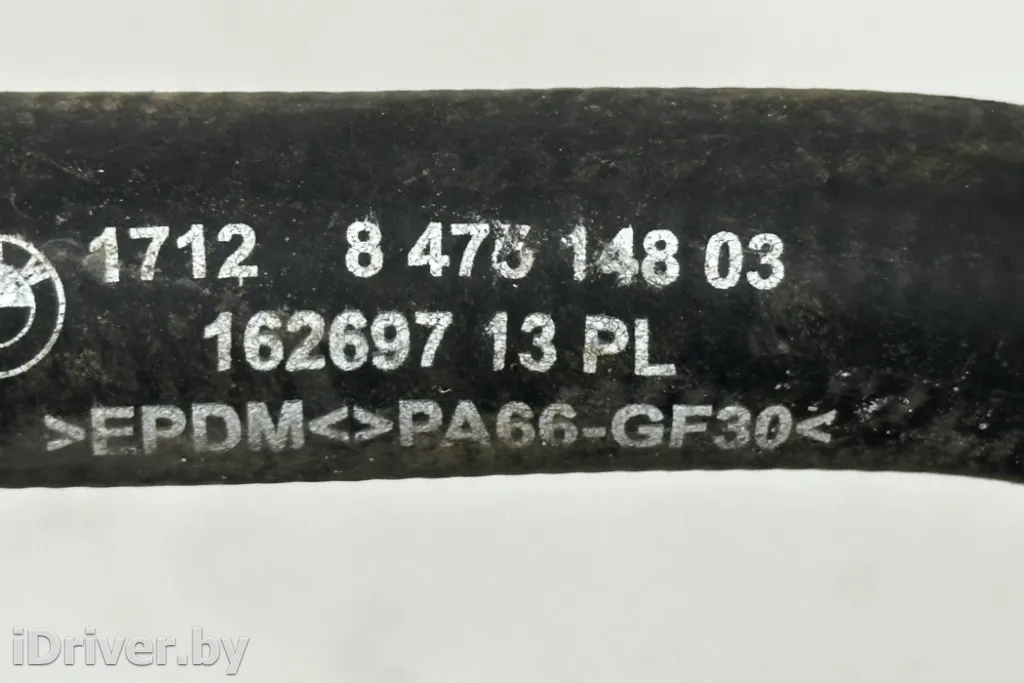 1712 8 148 03
162697 13 PL
>EPDM<>PA66-GF30<
iDriver.by